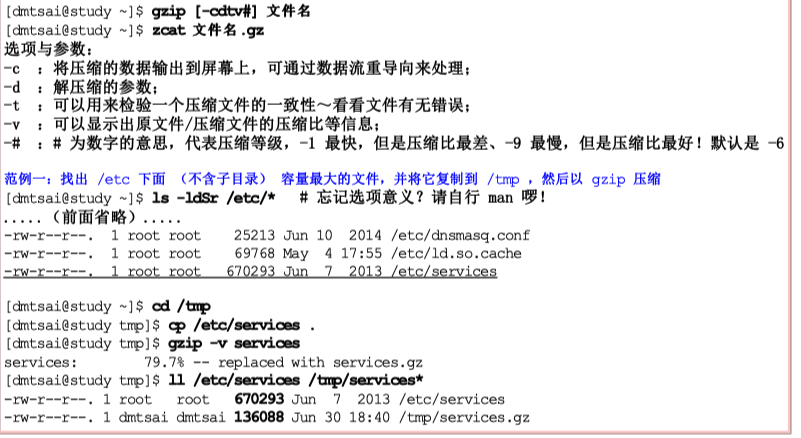 [dmtsai@study ~]$ gzip [-cdtv#] 文件名
[dmtsai@study ~]$ zcat 文件名.gz
选项与参数：
-c ：将压缩的数据输出到屏幕上，可通过数据流重导向来处理；
-d ：解压缩的参数；
-t ：可以用来检验一个压缩文件的一致性～看看文件有无错误；
-v ：可以显示出原文件/压缩文件的压缩比等信息；
-# ：# 为数字的意思，代表压缩等级，-1 最快，但是压缩比最差、-9 最慢，但是压缩比最好！默认是 -6
范例一：找出 /etc 下面 （不含子目录） 容量最大的文件，并将它复制到 /tmp ，然后以 gzip 压缩
[dmtsai@study ~]$ ls -ldSr /etc/* # 忘记选项意义？请自行 man 啰！
.....（前面省略）.....
-rw-r--r--. 1 root root 25213 Jun 10 2014 /etc/dnsmasq.conf
-rw-r--r--. 1 root root 69768 May 4 17:55 /etc/ld.so.cache
-rw-r--r--. 1 root root 670293 Jun 7 2013 /etc/services
[dmtsai@study ~]$ cd /tmp
[dmtsai@study tmp]$ cp /etc/services .
[dmtsai@study tmp]$ gzip -v services
services: 79.7% -- replaced with services.gz
[dmtsai@study tmp]$ ll /etc/services /tmp/services*
-rw-r--r--. 1 root root 670293 Jun 7 2013 /etc/services
-rw-r--r--. 1 dmtsai dmtsai 136088 Jun 30 18:40 /tmp/services.gz